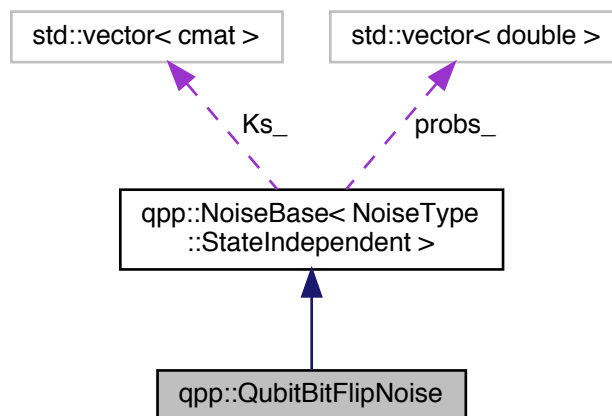 std::vector< cmat >
std::vector< double >
Ks_
probs_
qpp::NoiseBase< NoiseType
::StateIndependent >
qpp::QubitBitFlipNoise